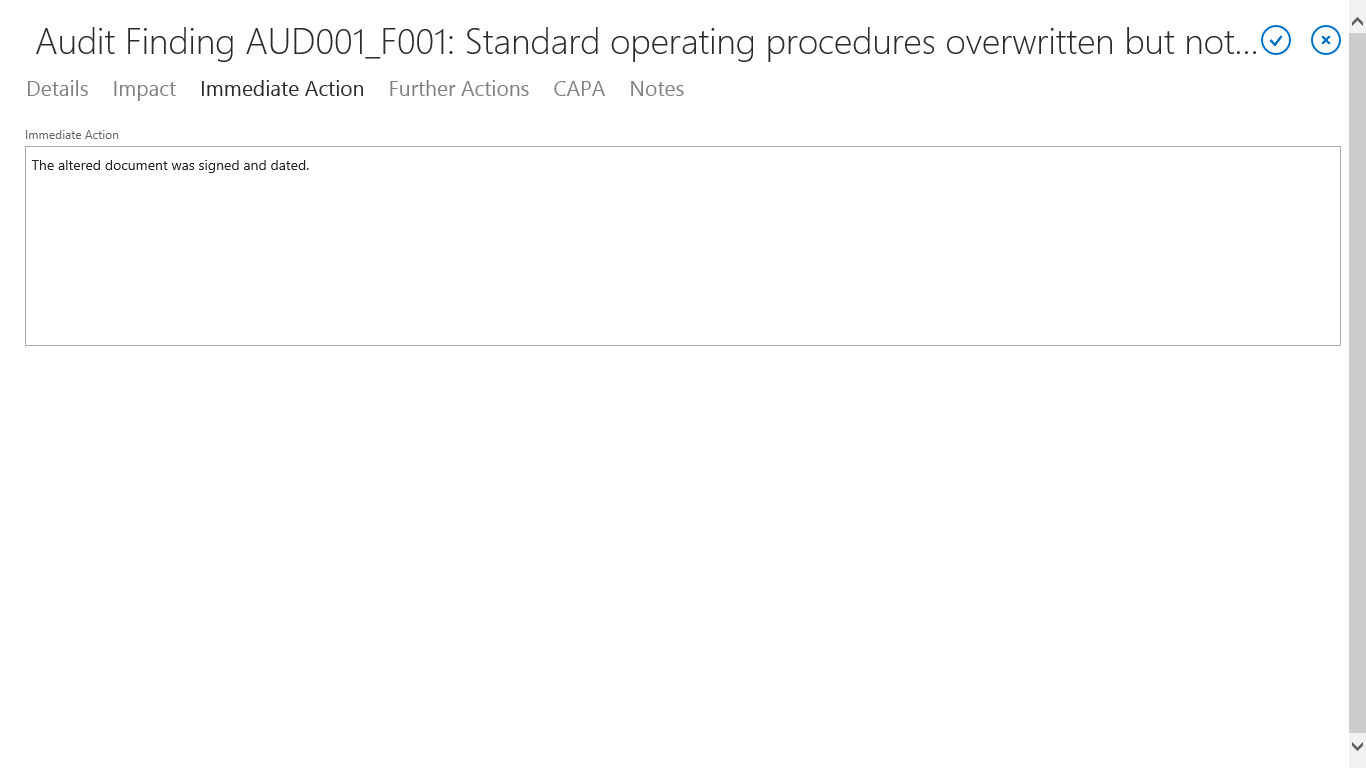 Audit Finding AUD001_F001: Standard operating procedures overwritten but not...
Details Impact Immediate Action Further Actions CAPA Notes
Immediate Action
The altered document was signed and dated.